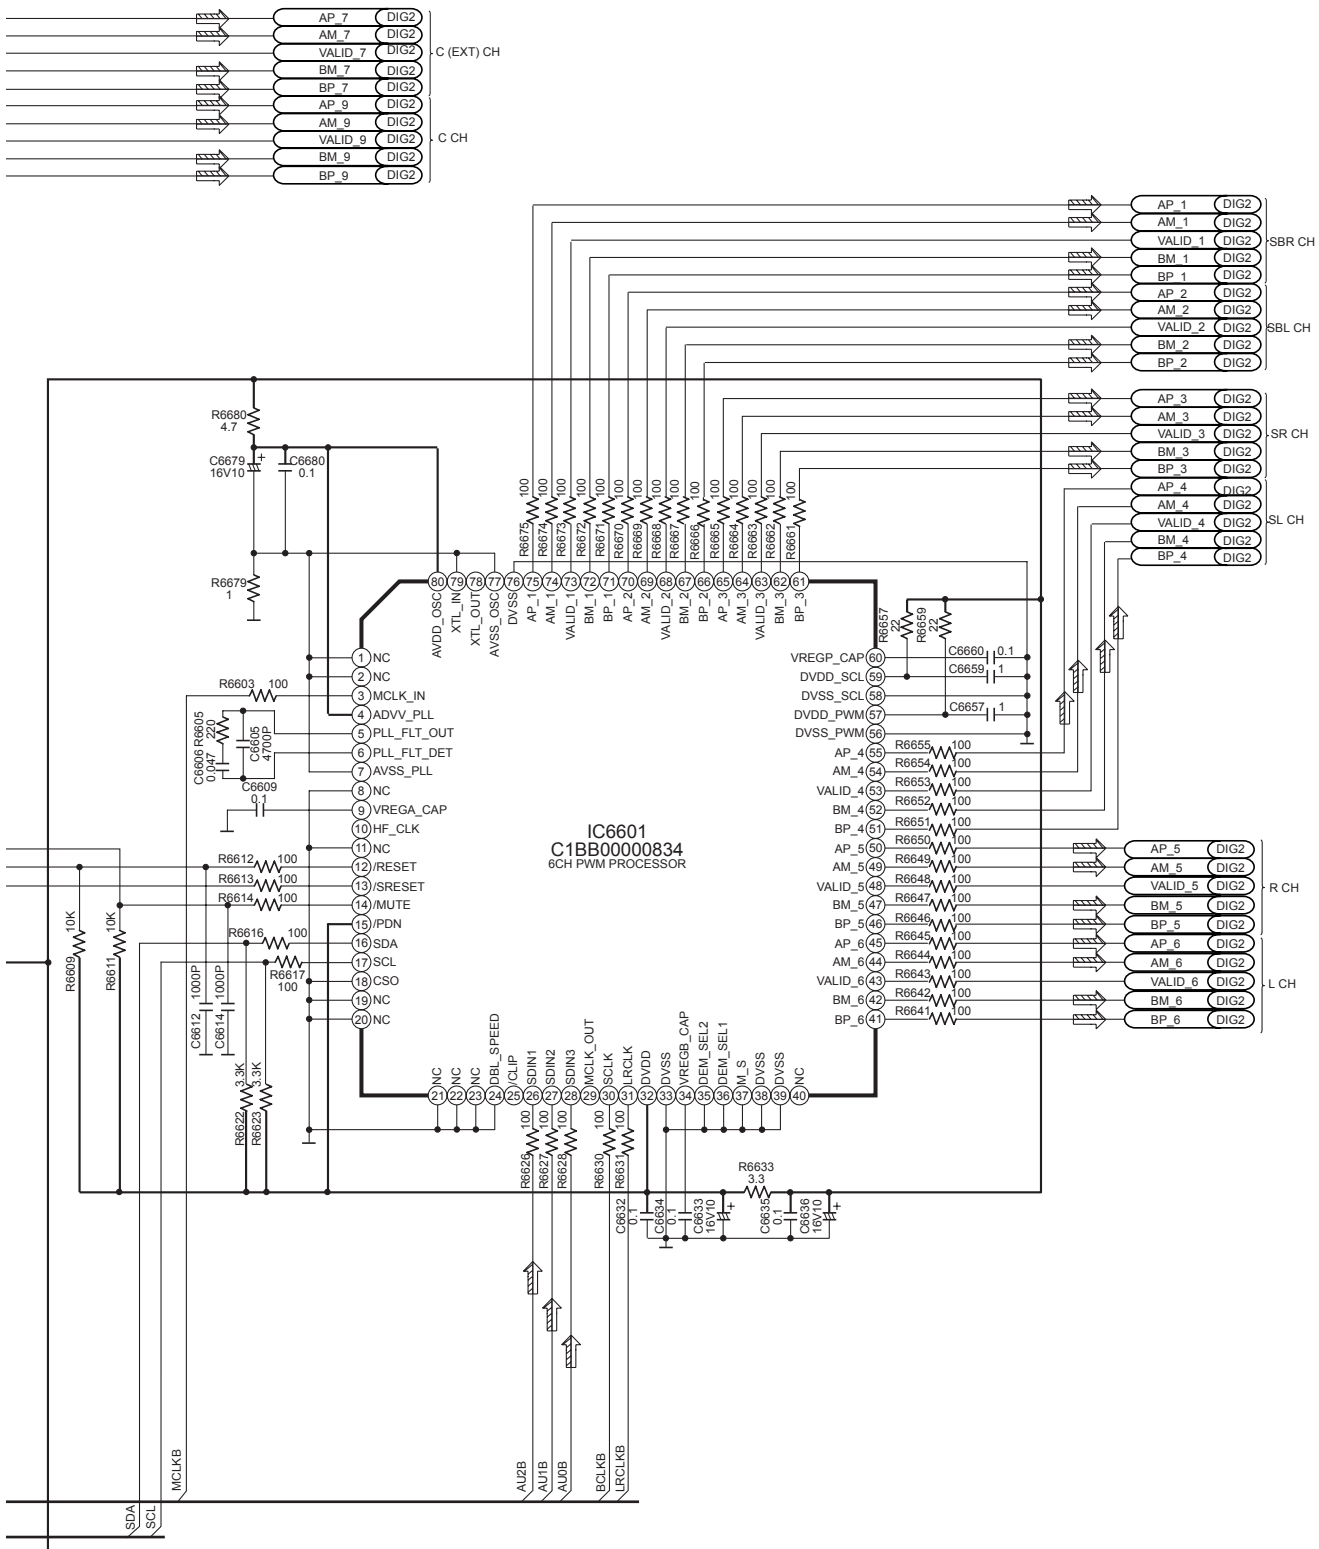 AP_7 DIG2
AM_7 DIG2
VALID_7 DIG2
BM_7 DIG2
BP_7 DIG2
C (EXT) CH
AP_9 DIG2
AM_9 DIG2
VALID_9 DIG2
BM_9 DIG2
BP_9 DIG2
C CH
AP_1 DIG2
AM_1 DIG2
VALID_1 DIG2
BM_1 DIG2
BP_1 DIG2
SBR CH
AP_2 DIG2
AM_2 DIG2
VALID_2 DIG2
BM_2 DIG2
BP_2 DIG2
SBL CH
AP_3 DIG2
AM_3 DIG2
VALID_3 DIG2
BM_3 DIG2
BP_3 DIG2
SR CH
AP_4 DIG2
AM_4 DIG2
VALID_4 DIG2
BM_4 DIG2
BP_4 DIG2
SL CH
R6680
4.7
C6679
16V10
+
C6680
0.1
R6679
1
R6675 100
R6674 100
R6673 100
R6672 100
R6671 100
R6670 100
R6669 100
R6668 100
R6667 100
R6666 100
R6665 100
R6664 100
R6663 100
R6662 100
R6661 100
80 AVDD_OSC
79 XTL_IN
78 XTL_OUT
77 AVSS_OSC
76 DVSS
75 AP_1
74 AM_1
73 VALID_1
72 BM_1
71 BP_1
70 AP_2
69 AM_2
68 VALID_2
67 BM_2
66 BP_2
65 AP_3
64 AM_3
63 VALID_3
62 BM_3
61 BP_3
R6657
22
R6659
22
1 NC
2 NC
3 MCLK_IN
4 ADVV_PLL
5 PLL_FLT_OUT
6 PLL_FLT_DET
7 AVSS_PLL
8 NC
9 VREGA_CAP
10 HF_CLK
11 NC
12 /RESET
13 /SRESET
14 /MUTE
15 /PDN
16 SDA
17 SCL
18 CSO
19 NC
20 NC
R6603 100
R6605
220
C6606
0.047
C6605
4700P
C6609
0.1
R6612 100
R6613 100
R6614 100
R6616 100
R6617
100
R6609 10K
R6611 10K
C6612 1000P
C6614 1000P
R6622 3.3K
R6623 3.3K
IC6601
C1BB00000834
6CH PWM PROCESSOR
VREGP_CAP 60
DVDD_SCL 59
DVSS_SCL 58
DVDD_PWM 57
DVSS_PWM 56
AP_4 55
AM_4 54
VALID_4 53
BM_4 52
BP_4 51
AP_5 50
AM_5 49
VALID_5 48
BM_5 47
BP_5 46
AP_6 45
AM_6 44
VALID_6 43
BM_6 42
BP_6 41
C6660 0.1
C6659 1
C6657 1
R6655 100
R6654 100
R6653 100
R6652 100
R6651 100
R6650 100
R6649 100
R6648 100
R6647 100
R6646 100
R6645 100
R6644 100
R6643 100
R6642 100
R6641 100
AP_5 DIG2
AM_5 DIG2
VALID_5 DIG2
BM_5 DIG2
BP_5 DIG2
R CH
AP_6 DIG2
AM_6 DIG2
VALID_6 DIG2
BM_6 DIG2
BP_6 DIG2
L CH
21 NC
22 NC
23 NC
24 DBL_SPEED
25 /CLIP
26 SDIN1
27 SDIN2
28 SDIN3
29 MCLK_OUT
30 SCLK
31 LRCLK
32 DVDD
33 DVSS
34 VREGB_CAP
35 DEM_SEL2
36 DEM_SEL1
37 M_S
38 DVSS
39 DVSS
40 NC
R6626 100
R6627 100
R6628 100
R6630 100
R6631 100
C6632
0.1
C6634
0.1
C6633
16V10
+
R6633
3.3
C6635
0.1
C6636
16V10
+
SDA
SCL
MCLKB
AU2B
AU1B
AU0B
BCLKB
LRCLKB